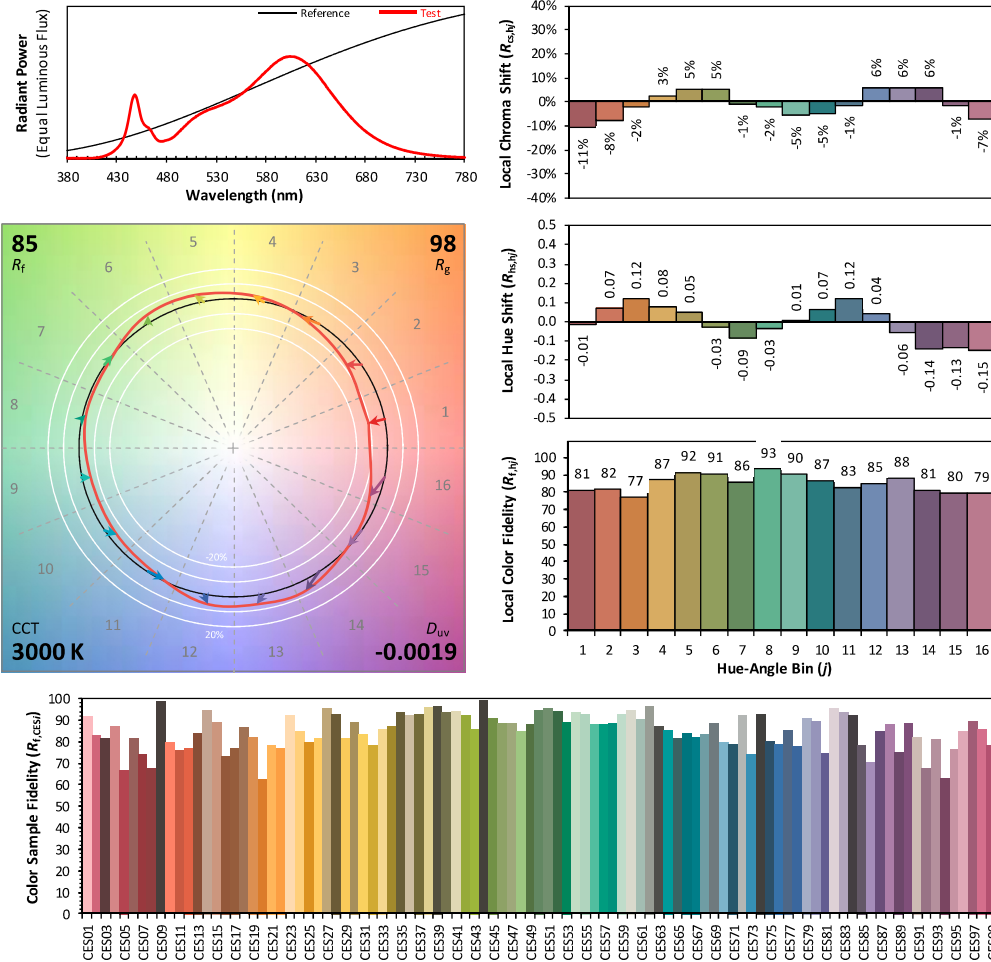 Reference
Test
Radiant Power
(Equal Luminous Flux)
380 430 480 530 580 630 680 730 780
Wavelength (nm)
Local Chroma Shift (Rcs,hj)
40%
30%
20%
10%
0%
-10%
-20%
-30%
-40%
-11% -8% -2% 3% 5% 5% -1% -2% -5% -5% -1% 6% 6% 6% -1% -7%
85
Rf
98
Rg
1 2 3 4 5 6 7 8 9 10 11 12 13 14 15 16
-20%
20%
CCT
3000 K
Duv
-0.0019
Local Hue Shift (Rhs,hj)
0.5
0.4
0.3
0.2
0.1
0.0
-0.1
-0.2
-0.3
-0.4
-0.5
-0.01 0.07 0.12 0.08 0.05 -0.03 -0.09 -0.03 0.01 0.07 0.12 0.04 -0.06 -0.14 -0.13 -0.15
Local Color Fidelity (Rf,hj)
100
90
80
70
60
50
40
30
20
10
0
81 82 77 87 92 91 86 93 90 87 83 85 88 81 80 79
1 2 3 4 5 6 7 8 9 10 11 12 13 14 15 16
Hue-Angle Bin (j)
Color Sample Fidelity (Rf,CESi)
100
90
80
70
60
50
40
30
20
10
0
CES01 CES03 CES05 CES07 CES09 CES11 CES13 CES15 CES17 CES19 CES21 CES23 CES25 CES27 CES29 CES31 CES33 CES35 CES37 CES39 CES41 CES43 CES45 CES47 CES49 CES51 CES53 CES55 CES57 CES59 CES61 CES63 CES65 CES67 CES69 CES71 CES73 CES75 CES77 CES79 CES81 CES83 CES85 CES87 CES89 CES91 CES93 CES95 CES97